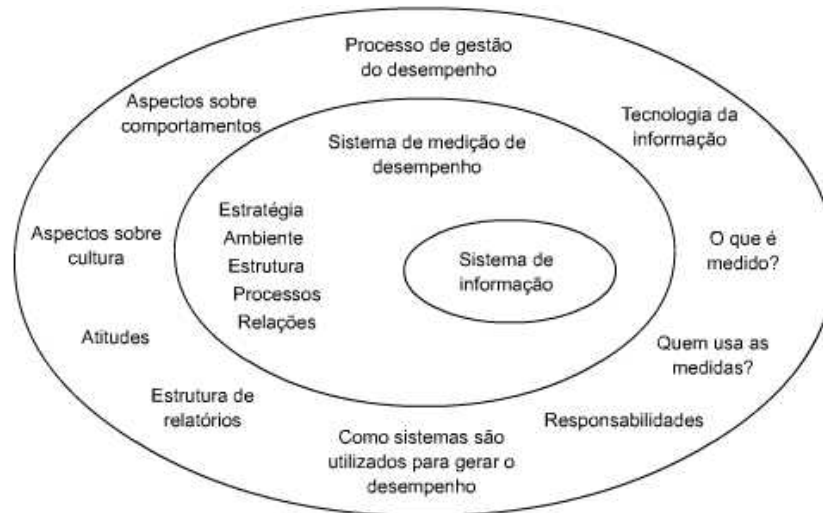 Processo de gestão
do desempenho
Aspectos sobre
comportamentos
Tecnologia da
informação
Sistema de medição de
desempenho
Estratégia
Ambiente
Estrutura
Processos
Relações
Sistema de
informação
Aspectos sobre
cultura
O que é
medido?
Atitudes
Quem usa as
medidas?
Estrutura de
relatórios
Responsabilidades
Como sistemas são
utilizados para gerar o
desempenho